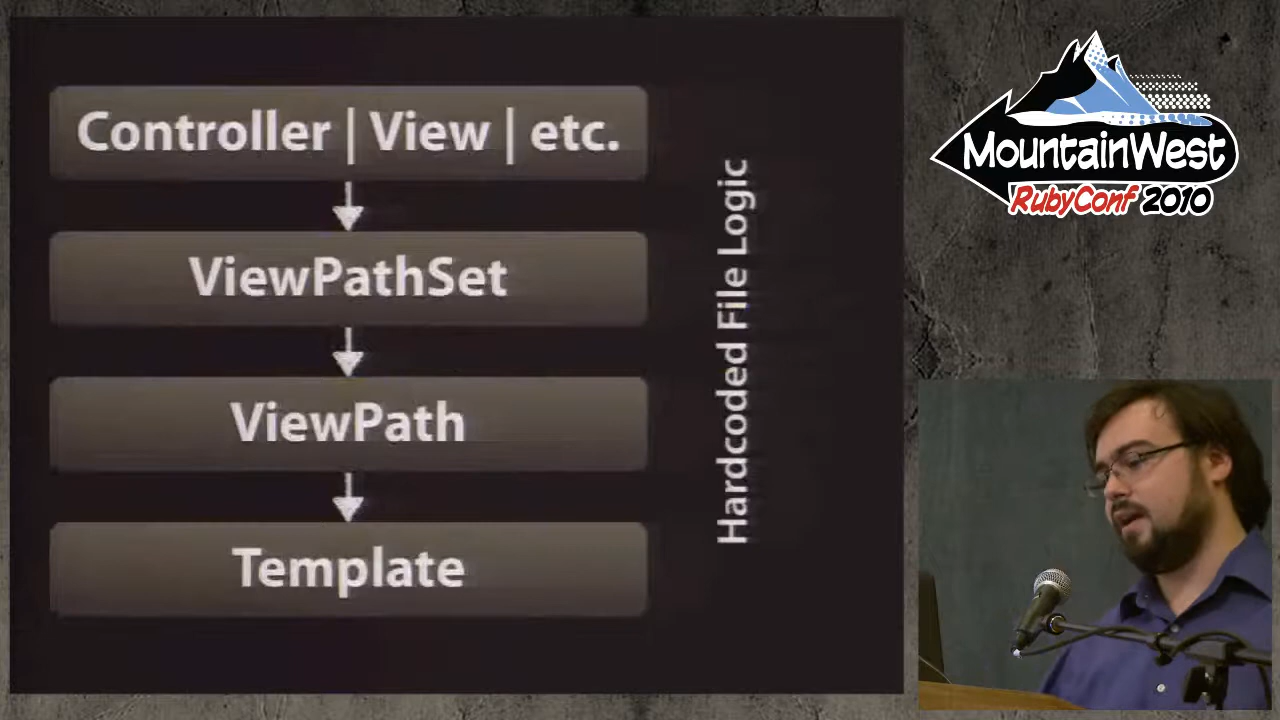 Controller | View | etc.
ViewPathSet
ViewPath
Template
Hardcoded File Logic
MountainWest
RubyConf 2010